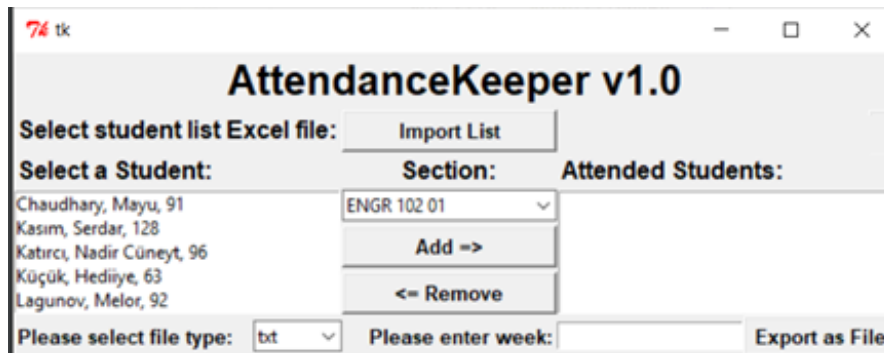 tk
AttendanceKeeper v1.0
Select student list Excel file: Import List
Select a Student: Section: Attended Students:
Chaudhary, Mayu, 91 ENGR 102 01
Kasım, Serdar, 128
Katırcı, Nadir Cüneyt, 96 Add =>
Küçük, Hediiye, 63
Lagunov, Melor, 92 <= Remove
Please select file type: txt Please enter week: Export as File